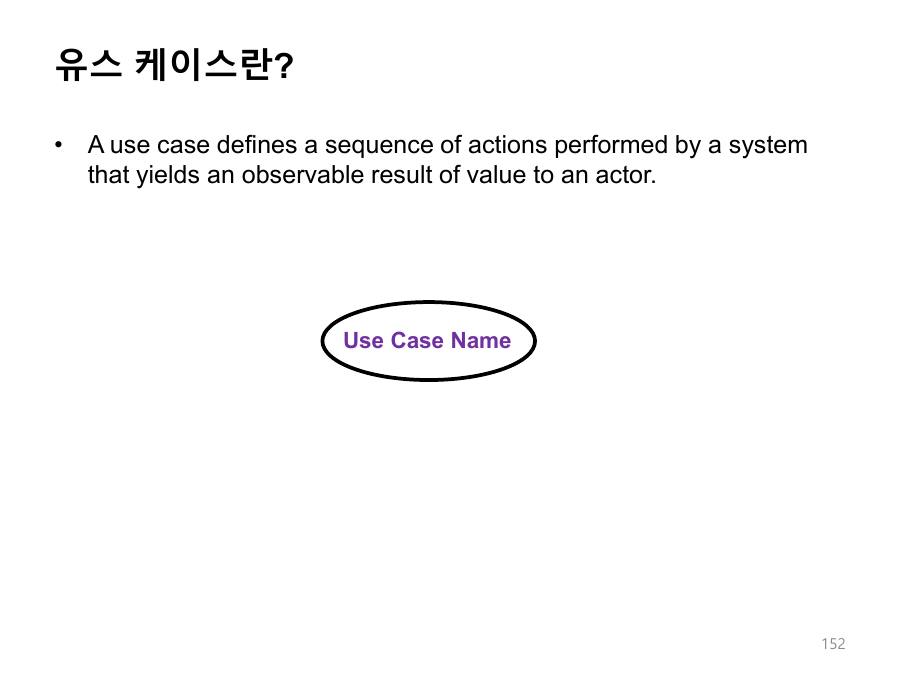 유스 케이스란?
• A use case defines a sequence of actions performed by a system
that yields an observable result of value to an actor.
Use Case Name
152